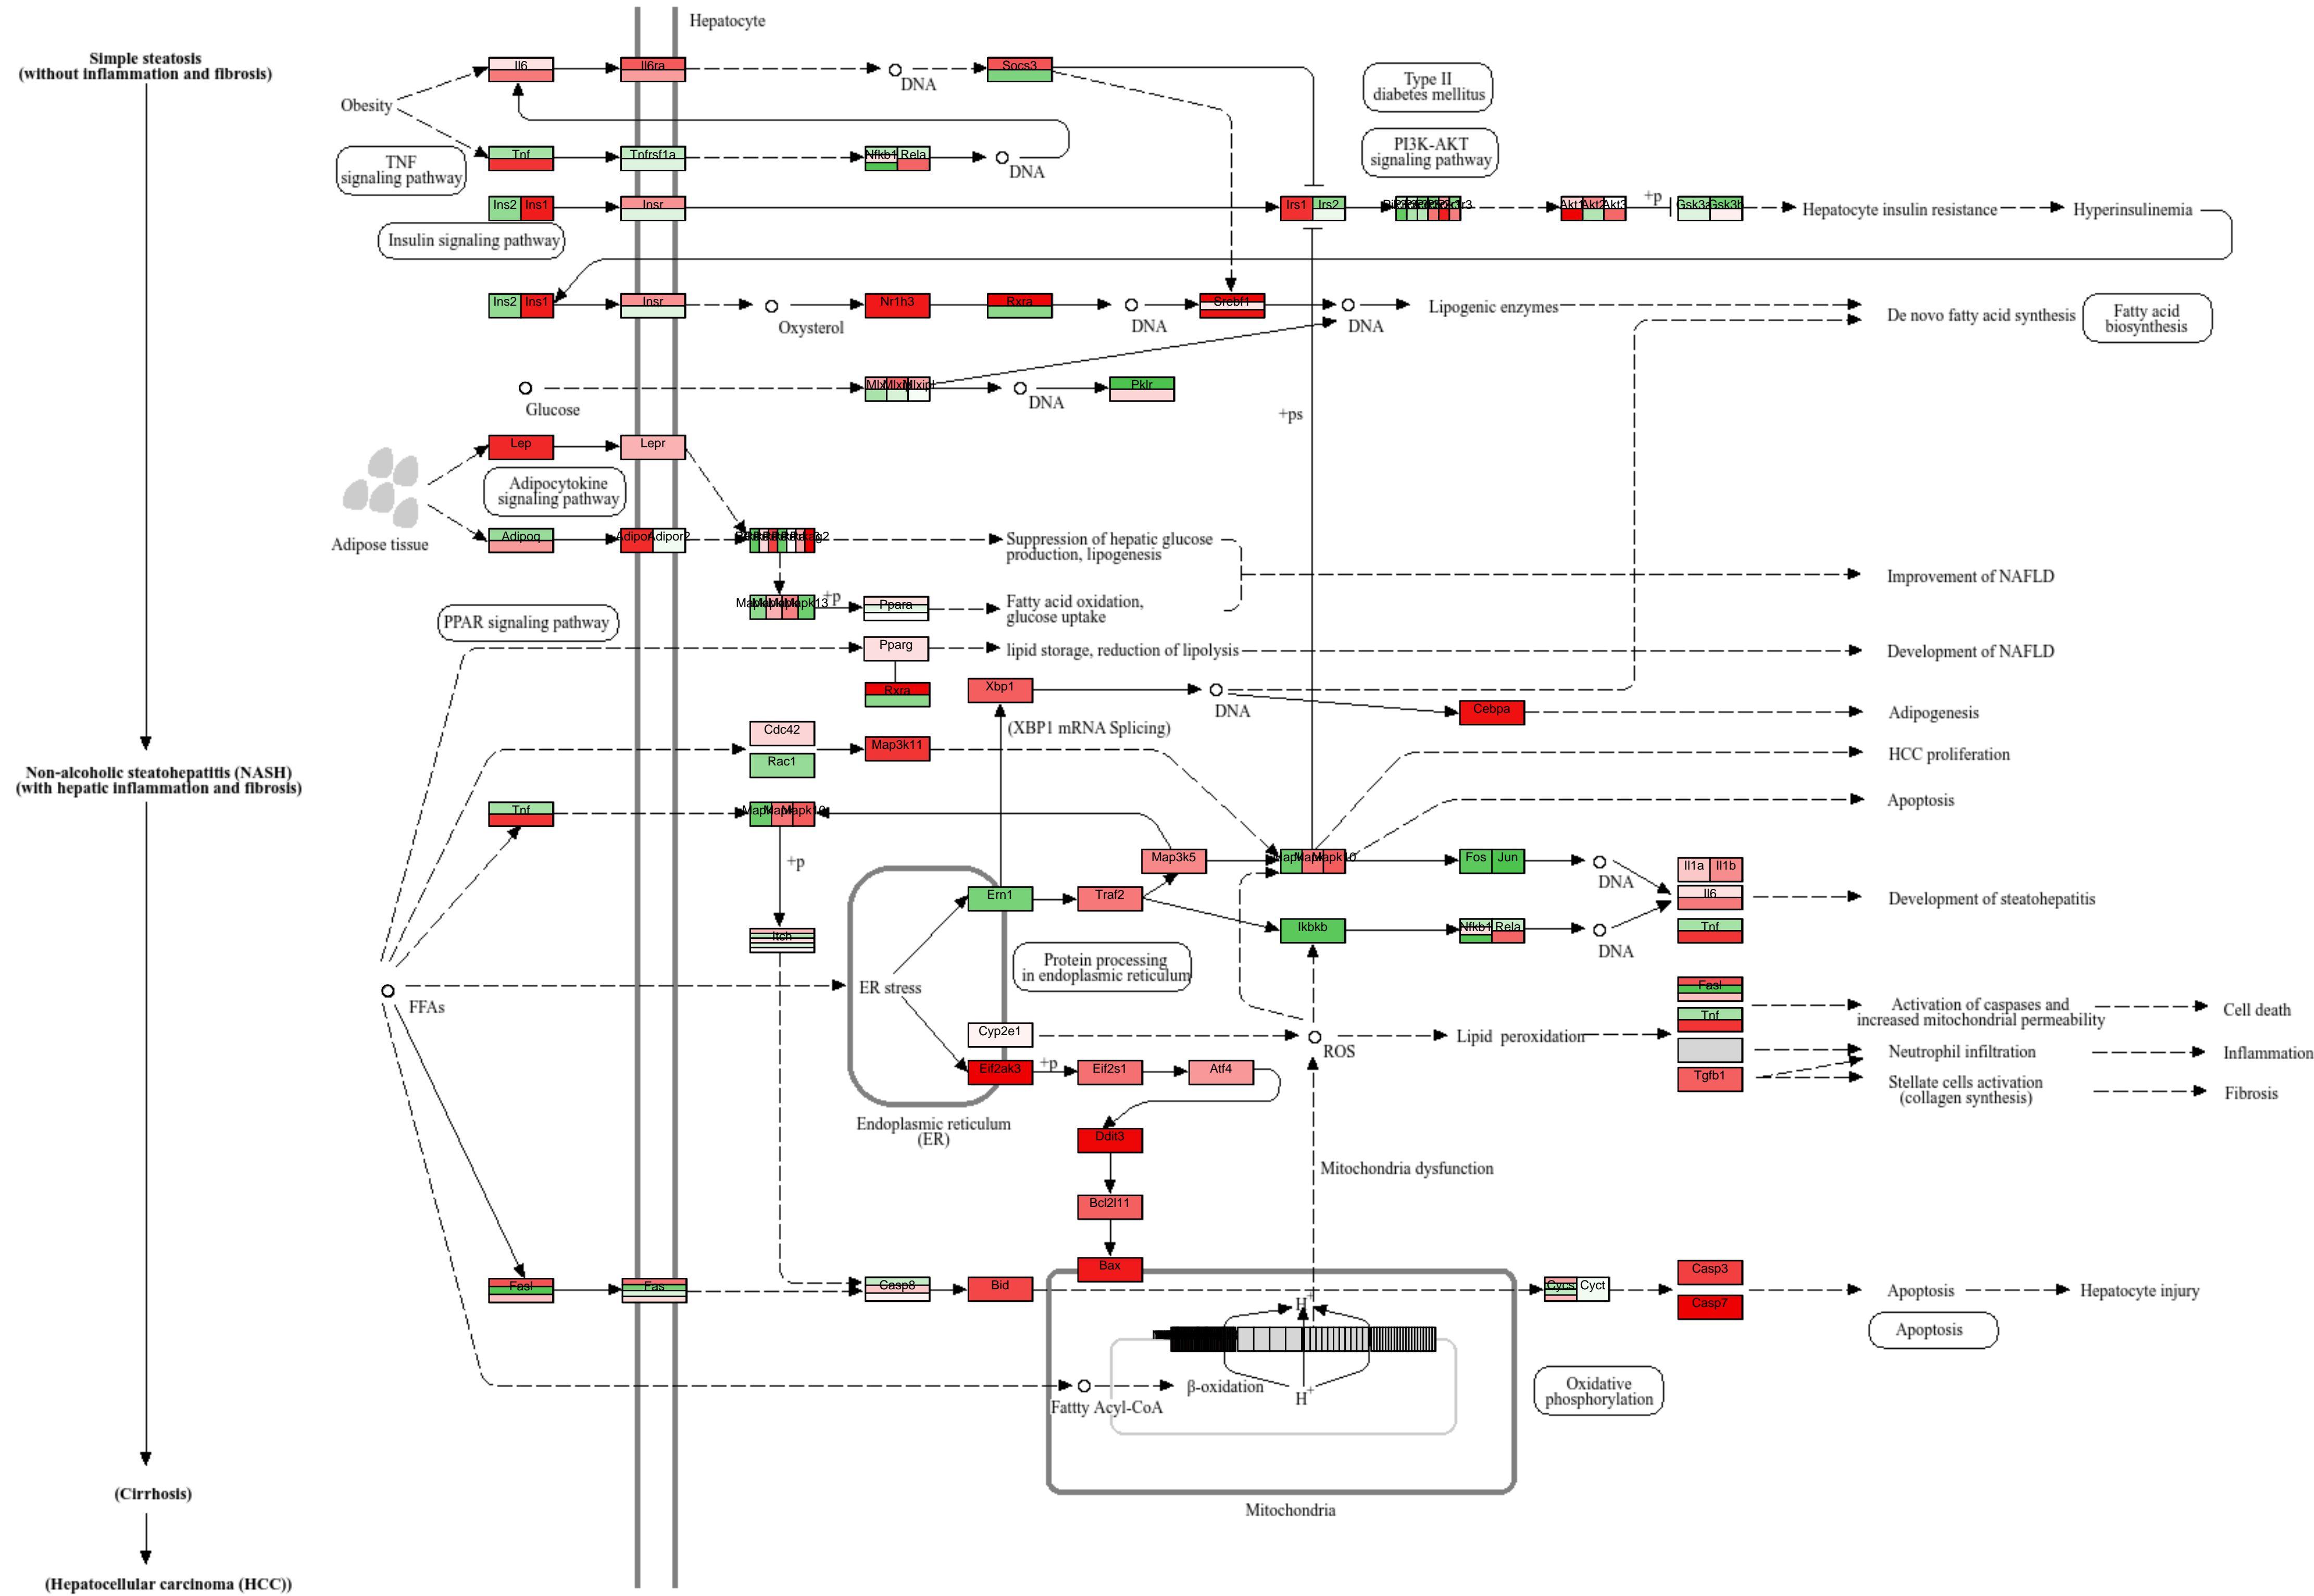 Hepatocyte
Simple steatosis
(without inflammation and fibrosis)
Il6
Il6ra
DNA
Socs3
Type II
diabetes mellitus
Obesity
TNF
signaling pathway
Tnf
Tnfrsf1a
Nfkb1
Rela
DNA
PI3K-AKT
signaling pathway
Ins2
Ins1
Insr
Irs1
Irs2
Akt1
Akt2
Akt3
+p
Gsk3a
Gsk3b
Hepatocyte insulin resistance
Hyperinsulinemia
Insulin signaling pathway
Ins2
Ins1
Insr
Oxysterol
Nr1h3
Rxra
DNA
Srebf1
DNA
Lipogenic enzymes
De novo fatty acid synthesis
Fatty acid
biosynthesis
Glucose
DNA
Pklr
+ps
Lep
Lepr
Adipocytokine
signaling pathway
Adipose tissue
Adipoq
Adipor2
Suppression of hepatic glucose
production, lipogenesis
Improvement of NAFLD
+p
Ppara
Fatty acid oxidation,
glucose uptake
PPAR signaling pathway
Pparg
lipid storage, reduction of lipolysis
Development of NAFLD
Rxra
Xbp1
DNA
(XBP1 mRNA Splicing)
Cebpa
Adipogenesis
Cdc42
Rac1
Map3k11
HCC proliferation
Non-alcoholic steatohepatitis (NASH)
(with hepatic inflammation and fibrosis)
Apoptosis
Tnf
+p
Map3k5
Fos
Jun
DNA
Il1a
Il1b
Ern1
Traf2
Il6
Development of steatohepatitis
Itch
Ikbkb
Nfkb1
Rela
DNA
Tnf
Protein processing
in endoplasmic reticulum
FFAs
ER stress
Fasl
Tnf
Activation of caspases and
increased mitochondrial permeability
Cell death
Cyp2e1
ROS
Lipid peroxidation
Neutrophil infiltration
Inflammation
Eif2ak3
+p
Eif2s1
Atf4
Tgfb1
Stellate cells activation
(collagen synthesis)
Fibrosis
Endoplasmic reticulum
(ER)
Ddit3
Mitochondria dysfunction
Bcl2l11
Bax
Fasl
Fas
Casp8
Bid
H+
Cycs
Cyct
Casp3
Casp7
Apoptosis
Hepatocyte injury
Apoptosis
β-oxidation
H+
Fattty Acyl-CoA
Oxidative
phosphorylation
(Cirrhosis)
Mitochondria
(Hepatocellular carcinoma (HCC))